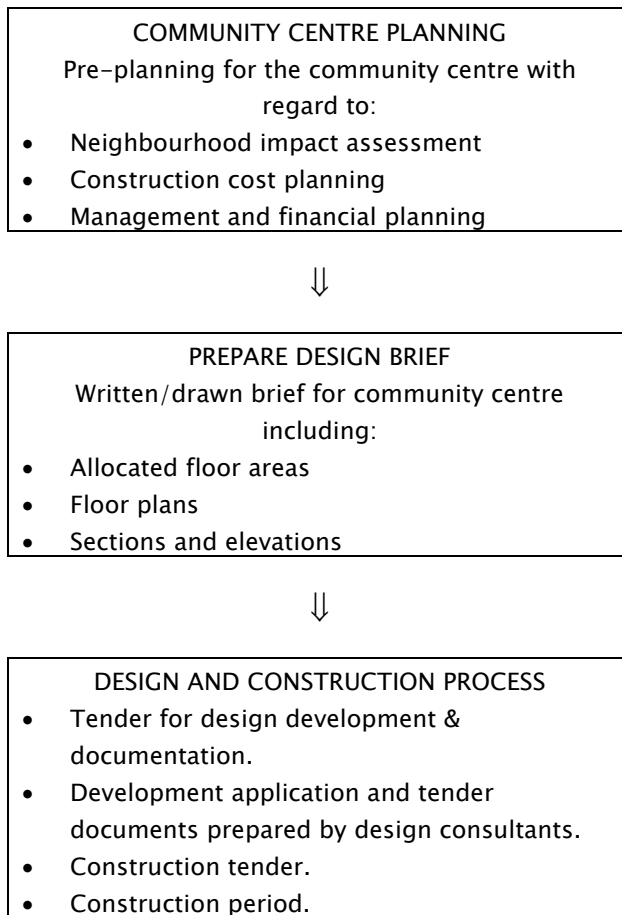 COMMUNITY CENTRE PLANNING
Pre-planning for the community centre with
regard to:
• Neighbourhood impact assessment
• Construction cost planning
• Management and financial planning
⇓
PREPARE DESIGN BRIEF
Written/drawn brief for community centre
including:
• Allocated floor areas
• Floor plans
• Sections and elevations
⇓
DESIGN AND CONSTRUCTION PROCESS
• Tender for design development &
documentation.
• Development application and tender
documents prepared by design consultants.
• Construction tender.
• Construction period.